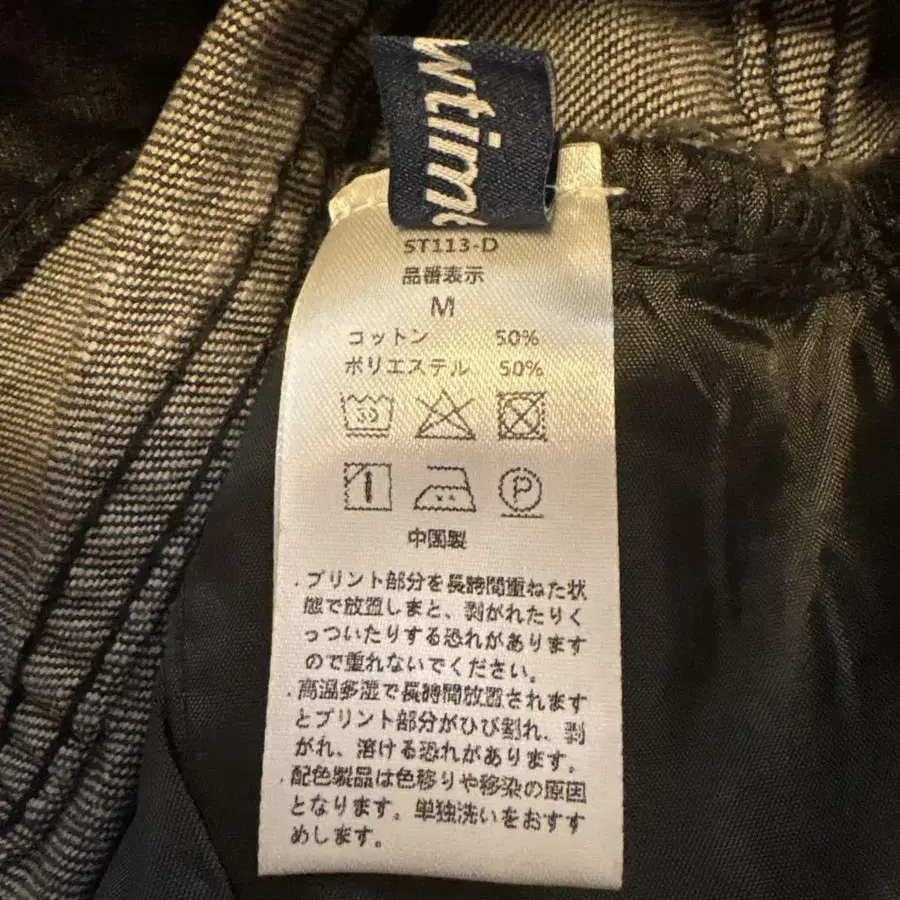 wtim
ST113-D
品番表示
M
コットン 50%
ポリエステル 50%
30
P
中国製
.プリント部分を長時間重ねた状
態で放置しまと、剥がれたりく
っついたりする恐れがあります
ので重れないでください。
.高温多湿で長時間放置されます
とプリント部分がひび割れ、剥
がれ、溶ける恐れがあります。
.配色製品は色移りや移染の原因
となります。単独洗いをおすす
めします。